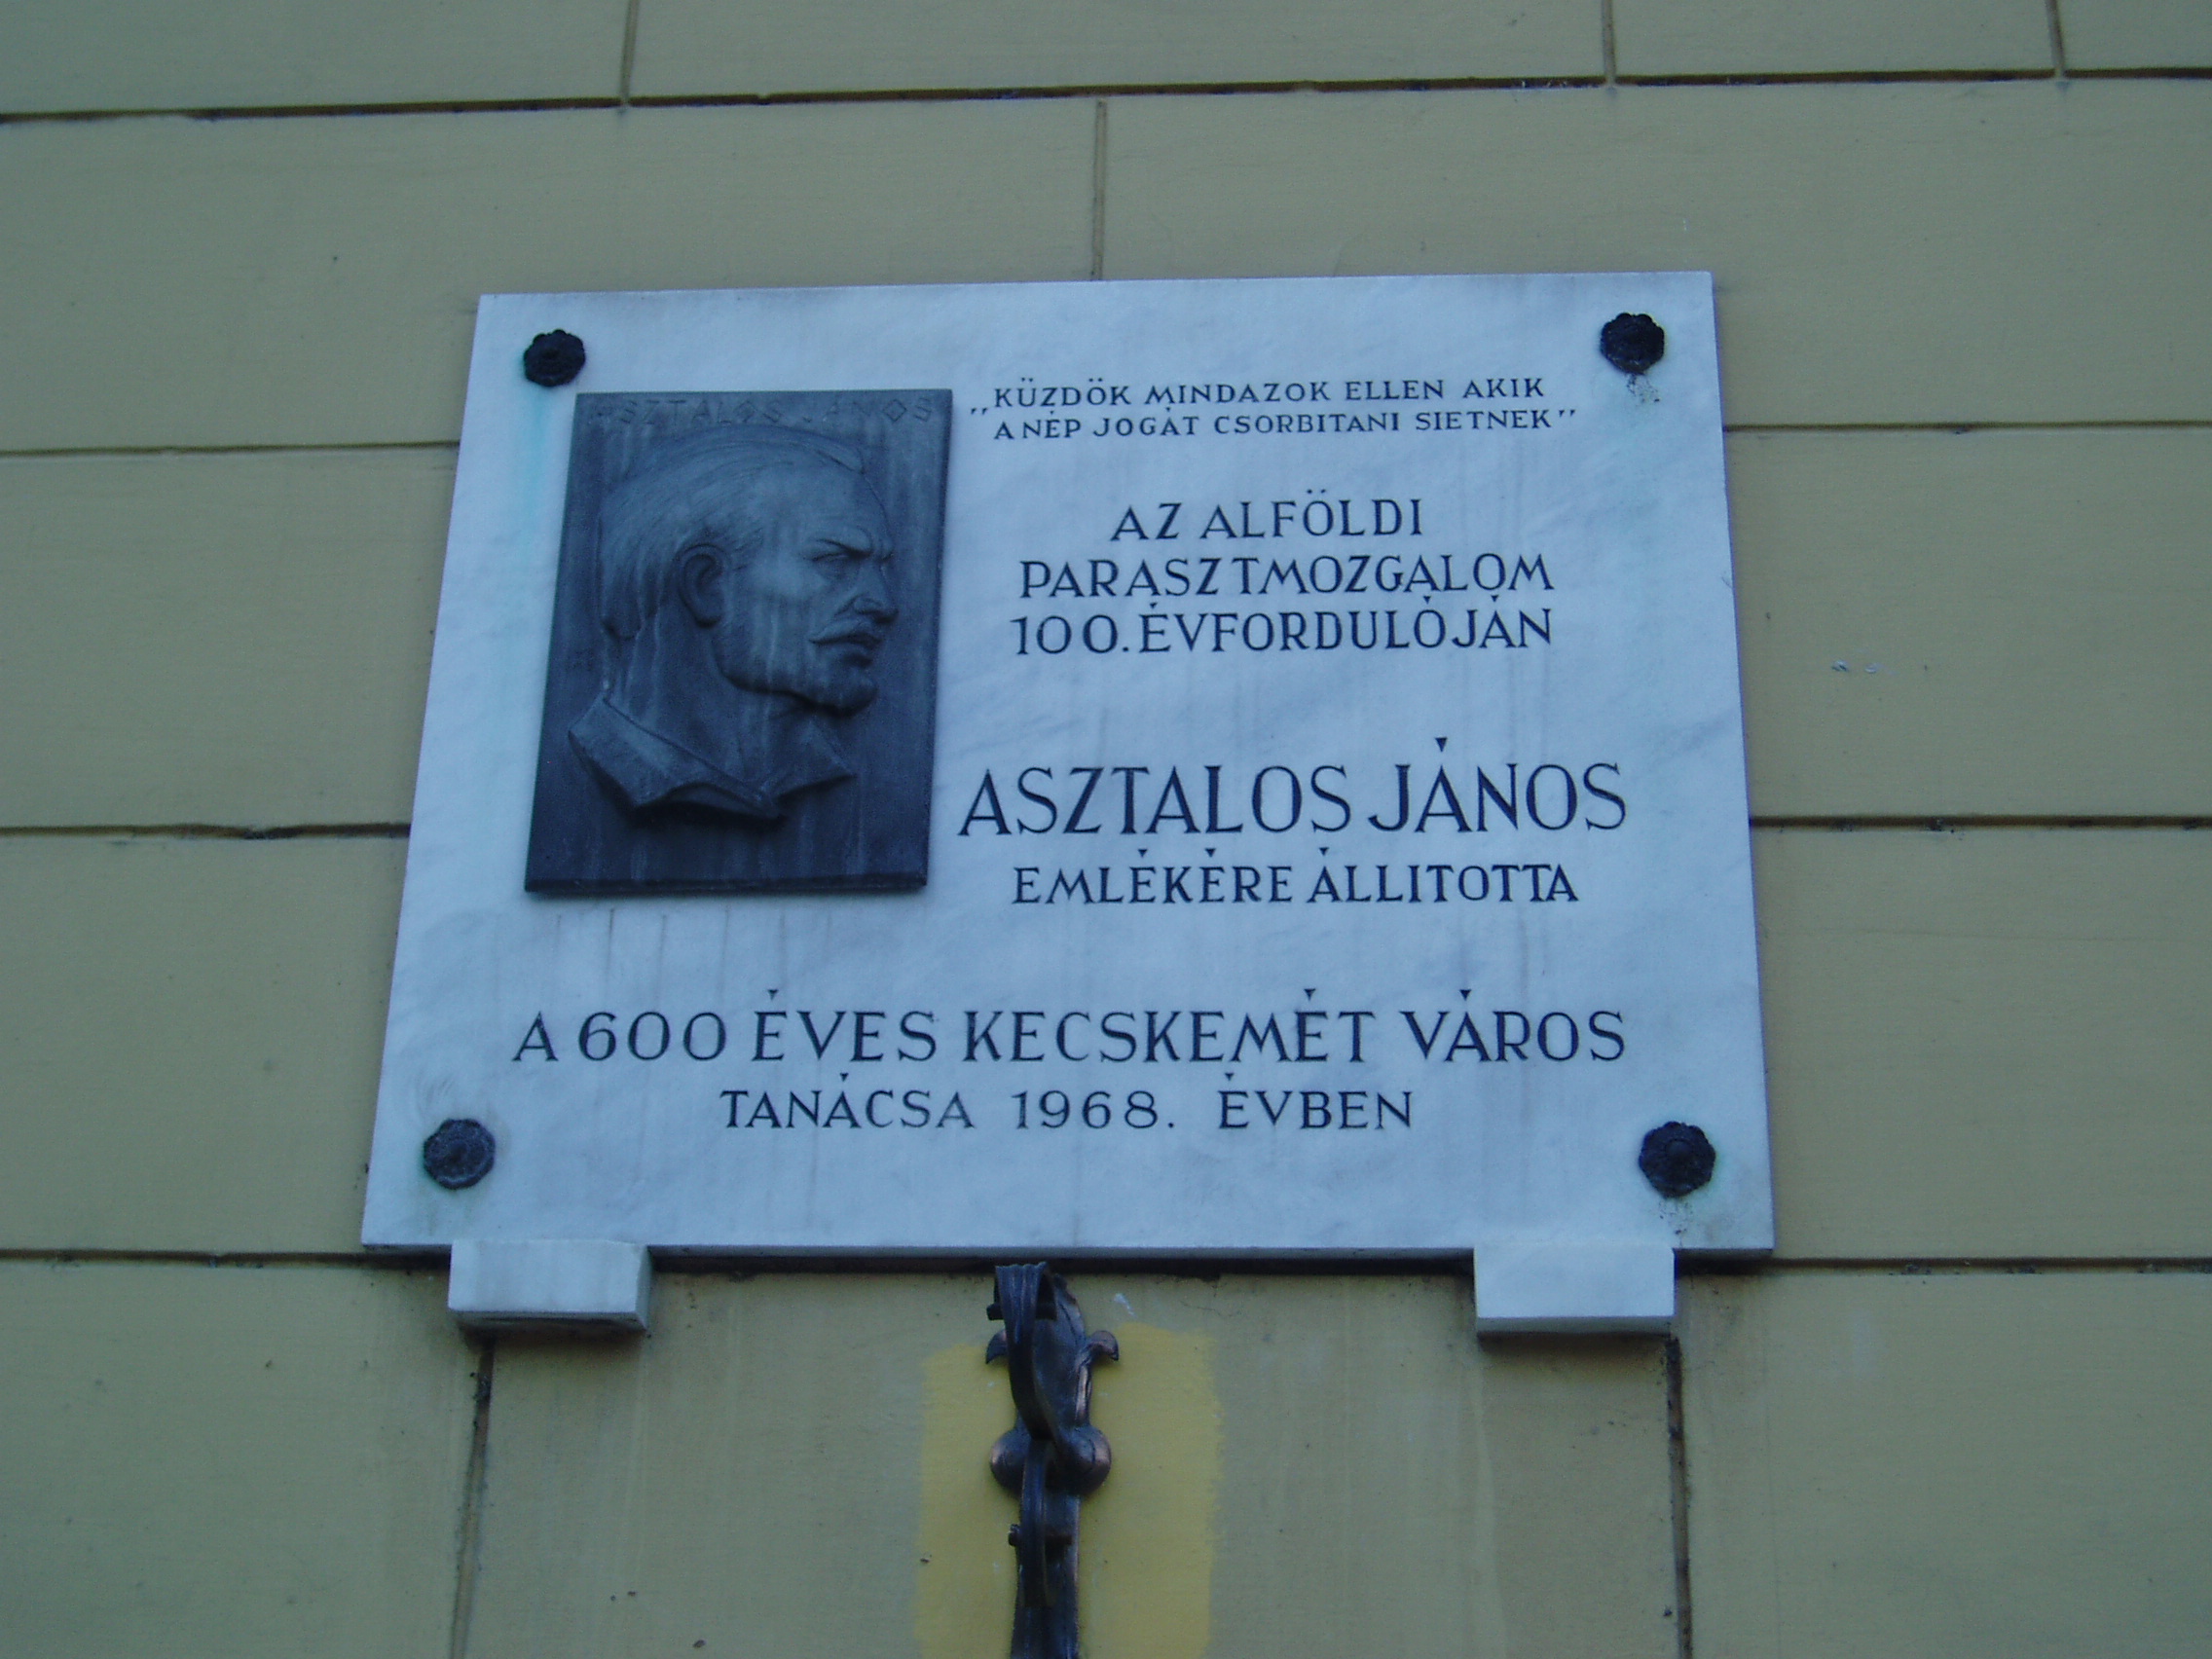 ASZTALOS JÁNOS
„KÜZDÖK MINDAZOK ELLEN AKIK
A NÉP JOGÁT CSORBITANI SIETNEK”
AZ ALFÖLDI
PARASZTMOZGALOM
100. ÉVFORDULÓJÁN
ASZTALOS JÁNOS
EMLÉKÉRE ÁLLITOTTA
A 600 ÉVES KECSKEMÉT VÁROS
TANÁCSA 1968. ÉVBEN